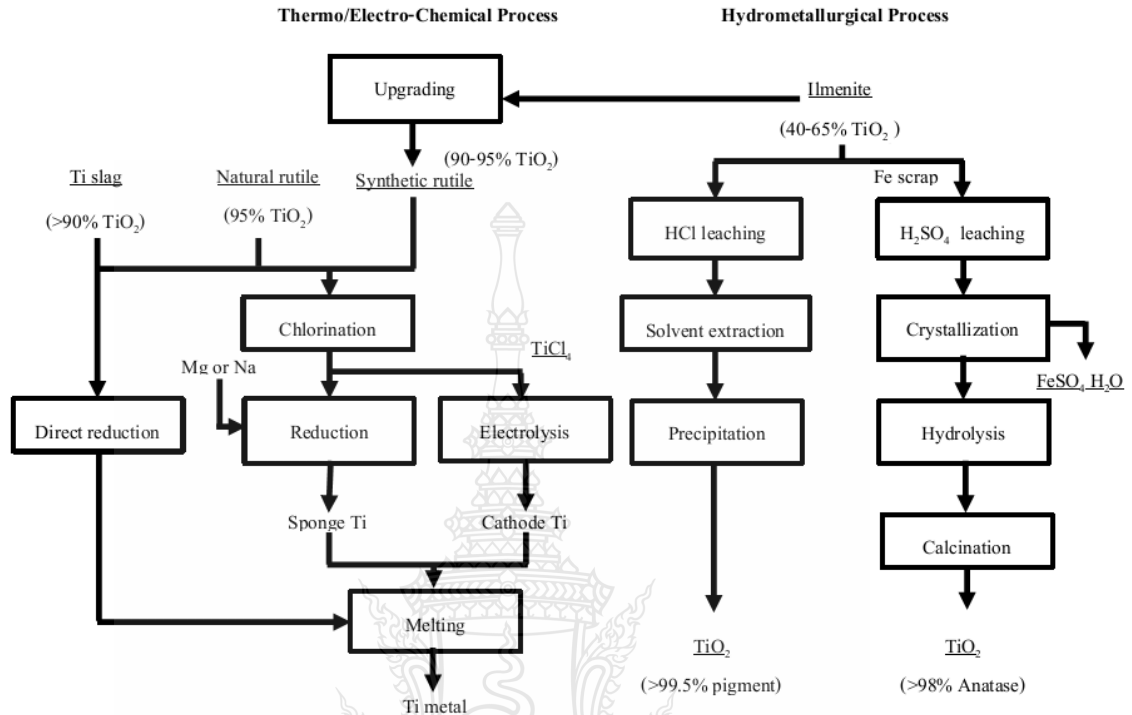 Thermo/Electro-Chemical Process
Hydrometallurgical Process
Upgrading
Ilmenite
(40-65% TiO₂ )
(90-95% TiO₂)
Ti slag
Natural rutile
Synthetic rutile
Fe scrap
(>90% TiO₂)
(95% TiO₂)
HCl leaching
H₂SO₄ leaching
Chlorination
Solvent extraction
Crystallization
TiCl₄
Mg or Na
FeSO₄ H₂O
Direct reduction
Reduction
Electrolysis
Precipitation
Hydrolysis
Sponge Ti
Cathode Ti
Calcination
Melting
TiO₂
TiO₂
(>99.5% pigment)
(>98% Anatase)
Ti metal